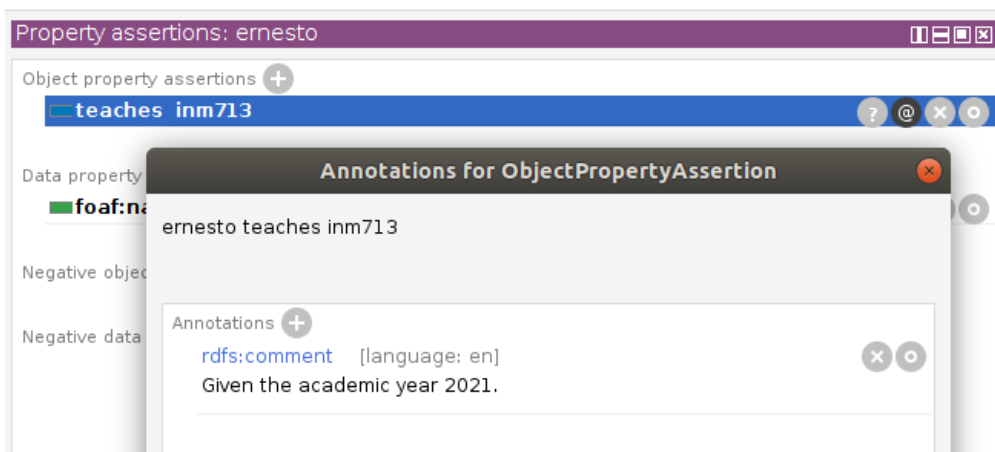 Property assertions: ernesto
Object property assertions
teaches inm713
? @
Annotations for ObjectPropertyAssertion
Data property
foaf:na
ernesto teaches inm713
Negative objec
Annotations
Negative data
rdfs:comment [language: en]
Given the academic year 2021.